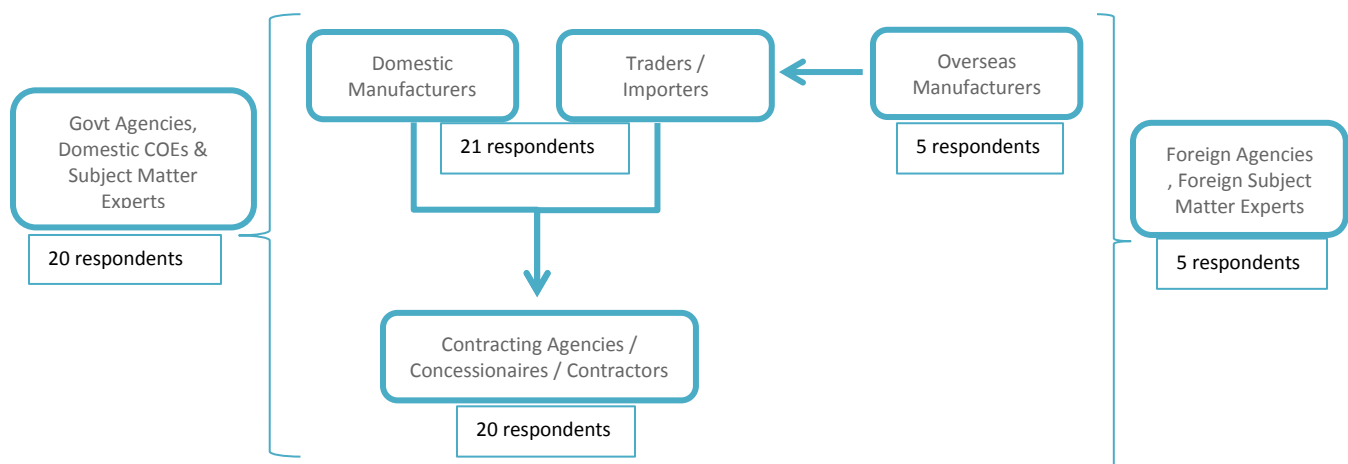 Govt Agencies,
Domestic COEs &
Subject Matter
Experts
20 respondents
Domestic
Manufacturers
Traders /
Importers
21 respondents
Overseas
Manufacturers
5 respondents
Contracting Agencies /
Concessionaires / Contractors
20 respondents
Foreign Agencies
, Foreign Subject
Matter Experts
5 respondents